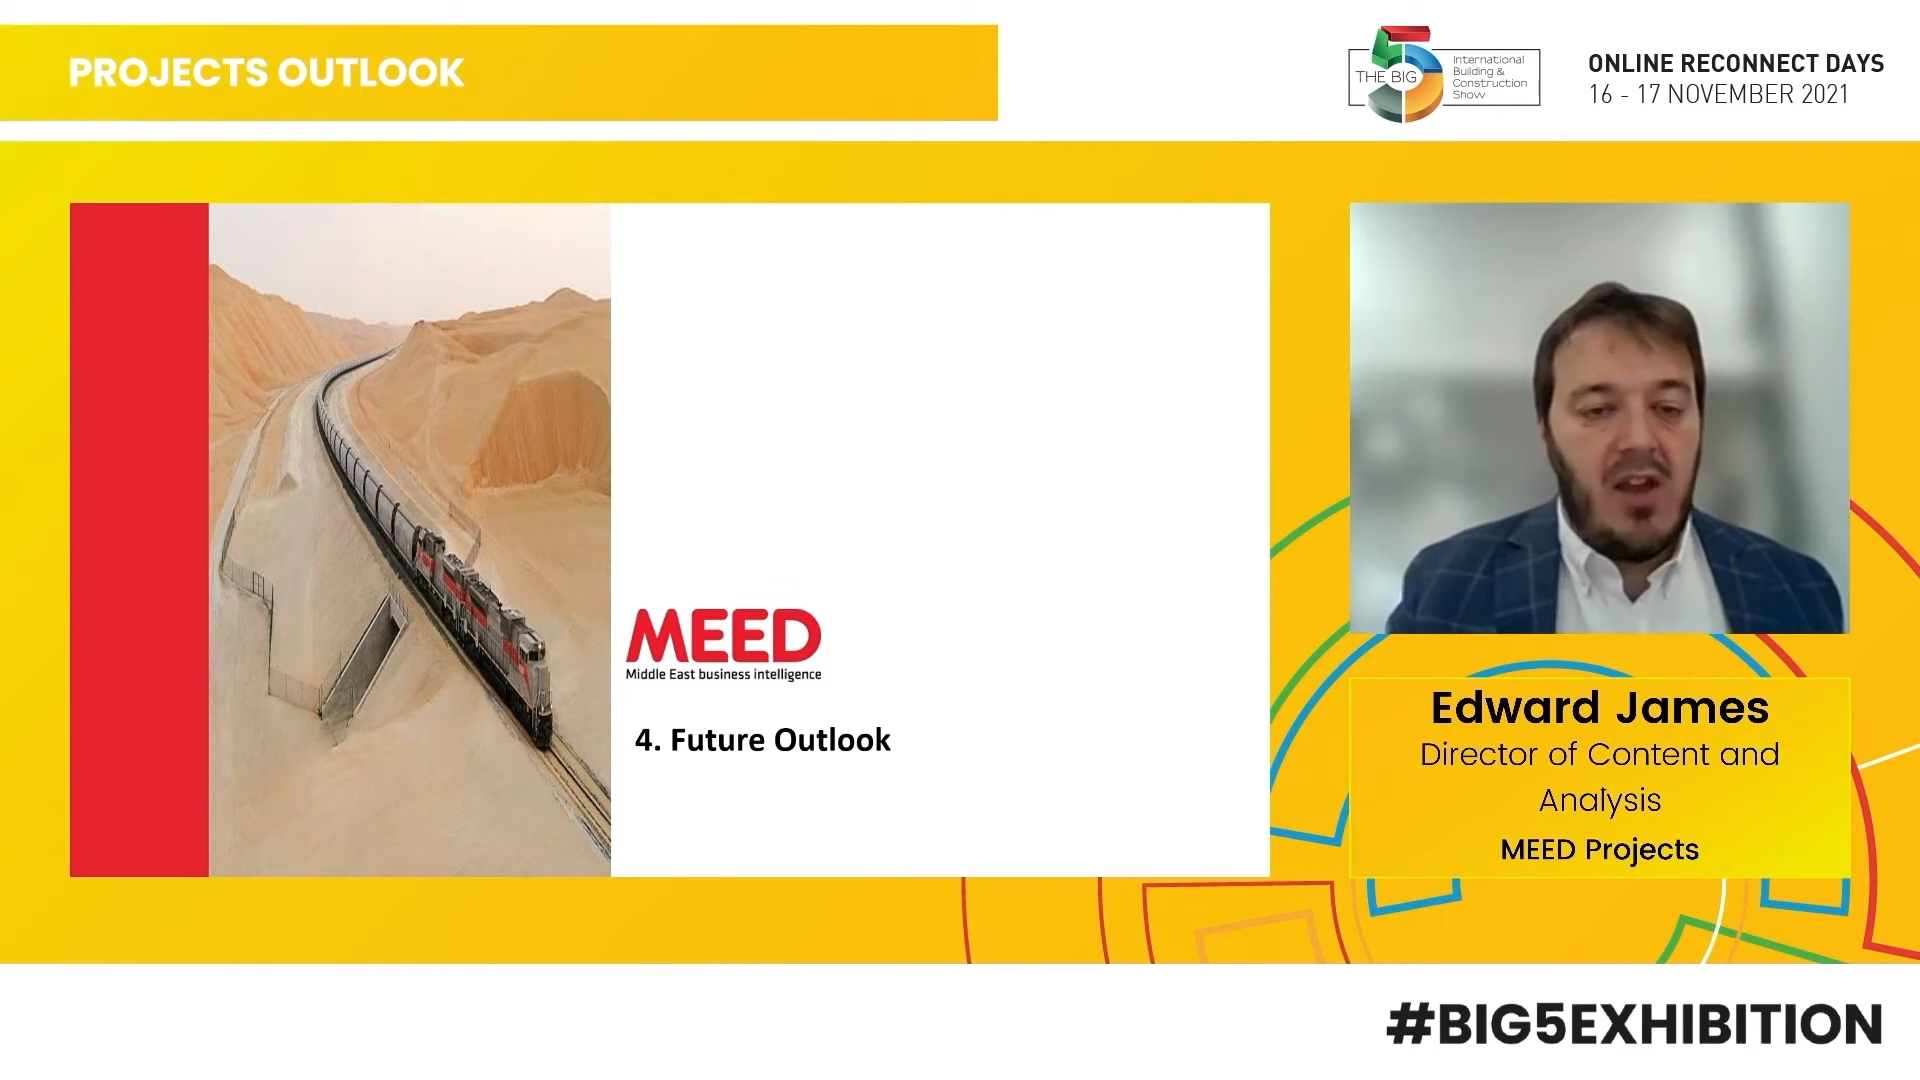 PROJECTS OUTLOOK
THE BIG
5
International
Building &
Construction
Show
ONLINE RECONNECT DAYS
16 - 17 NOVEMBER 2021
MEED
Middle East business intelligence
4. Future Outlook
Edward James
Director of Content and
Analysis
MEED Projects
#BIG5EXHIBITION